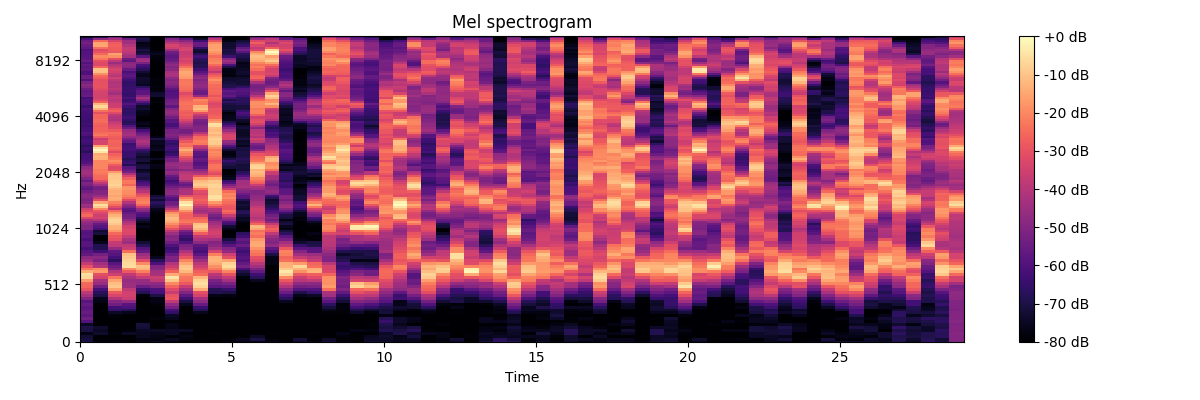 Mel spectrogram
+0 dB
8192
-10 dB
4096
-20 dB
-30 dB
2048
Hz
-40 dB
1024
-50 dB
-60 dB
512
-70 dB
0
-80 dB
0 5 10 15 20 25
Time